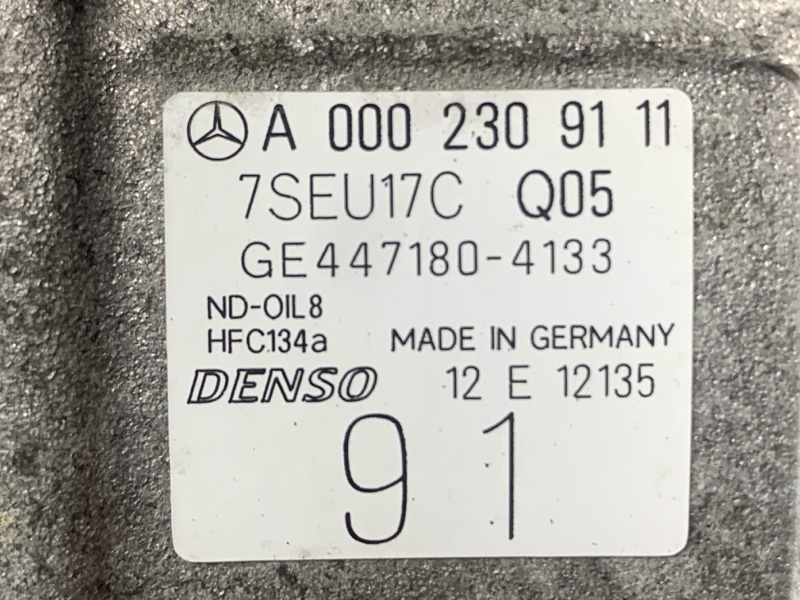 A 000 230 91 11
7SEU17C Q05
GE447180-4133
ND-OIL8
HFC134a MADE IN GERMANY
DENSO 12 E 12135
91